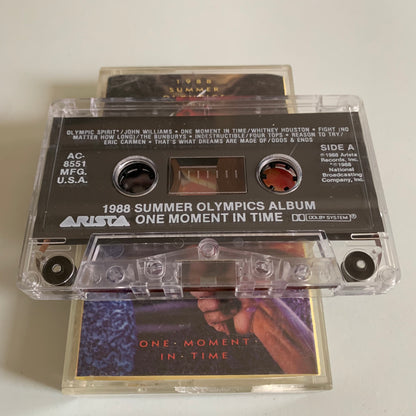 1988
SUMMER
OLYMPICS
OLYMPIC SPIRIT*/JOHN WILLIAMS • ONE MOMENT IN TIME/WHITNEY HOUSTON • FIGHT (NO
MATTER HOW LONG)/THE BUNBURYS • INDESTRUCTIBLE/FOUR TOPS • REASON TO TRY/
ERIC CARMEN • THAT'S WHAT DREAMS ARE MADE OF/ODDS & ENDS
AC-
8551
MFG.
U.S.A.
SIDE A
℗1988 Arista
Records, Inc.
*℗1988
National
Broadcasting
Company, Inc.
1988 SUMMER OLYMPICS ALBUM
ARISTA
ONE MOMENT IN TIME
DOLBY SYSTEM
ONE • MOMENT •
IN • TIME